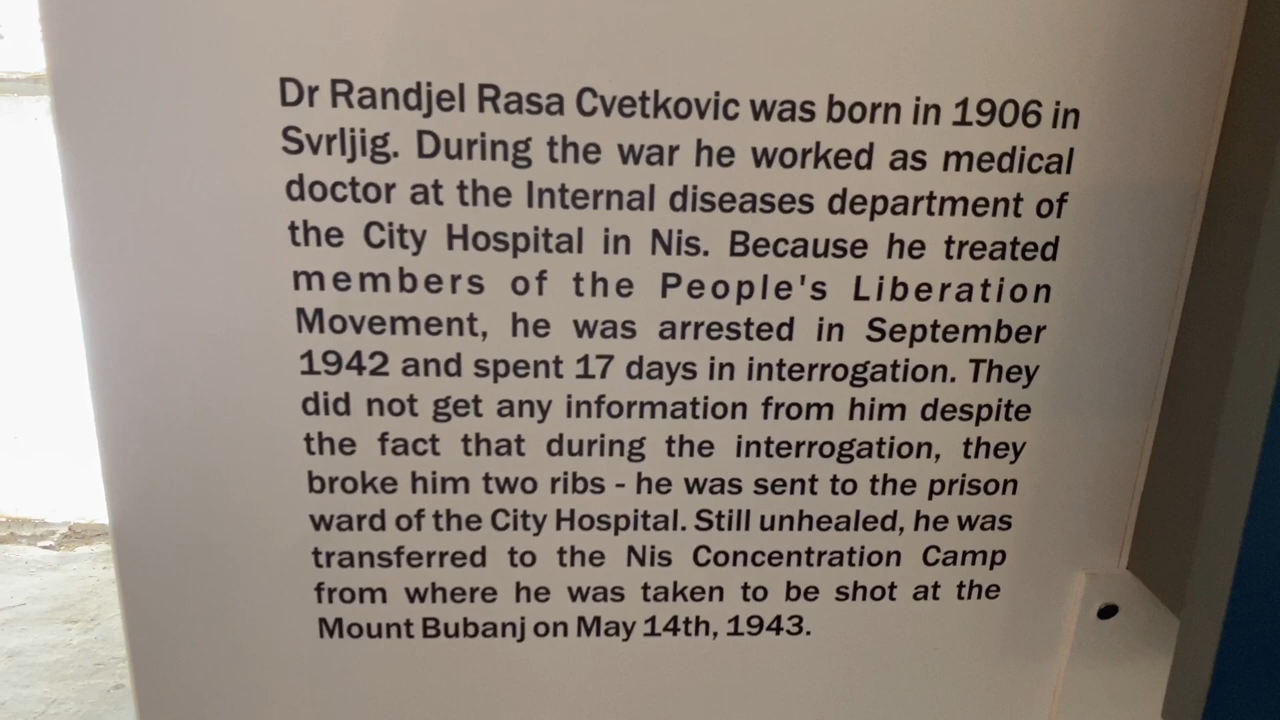 Dr Randjel Rasa Cvetkovic was born in 1906 in
Svrljig. During the war he worked as medical
doctor at the Internal diseases department of
the City Hospital in Nis. Because he treated
members of the People's Liberation
Movement, he was arrested in September
1942 and spent 17 days in interrogation. They
did not get any information from him despite
the fact that during the interrogation, they
broke him two ribs - he was sent to the prison
ward of the City Hospital. Still unhealed, he was
transferred to the Nis Concentration Camp
from where he was taken to be shot at the
Mount Bubanj on May 14th, 1943.